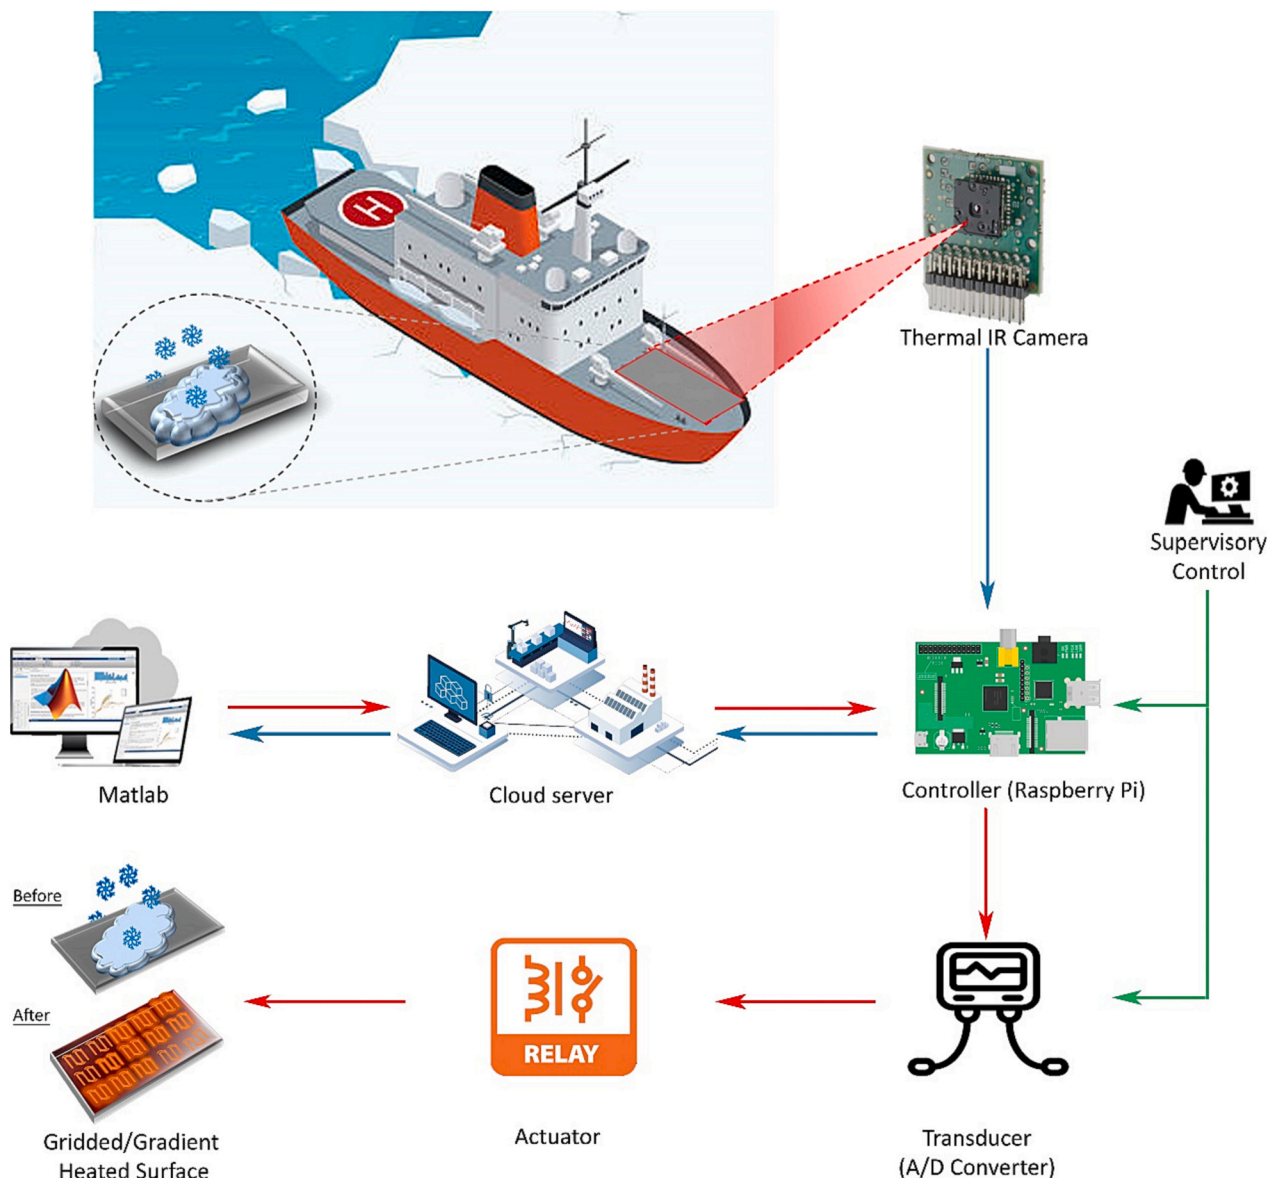 H
Thermal IR Camera
Supervisory
Control
Matlab
Cloud server
Controller (Raspberry Pi)
Before
After
RELAY
Gridded/Gradient
Heated Surface
Actuator
Transducer
(A/D Converter)